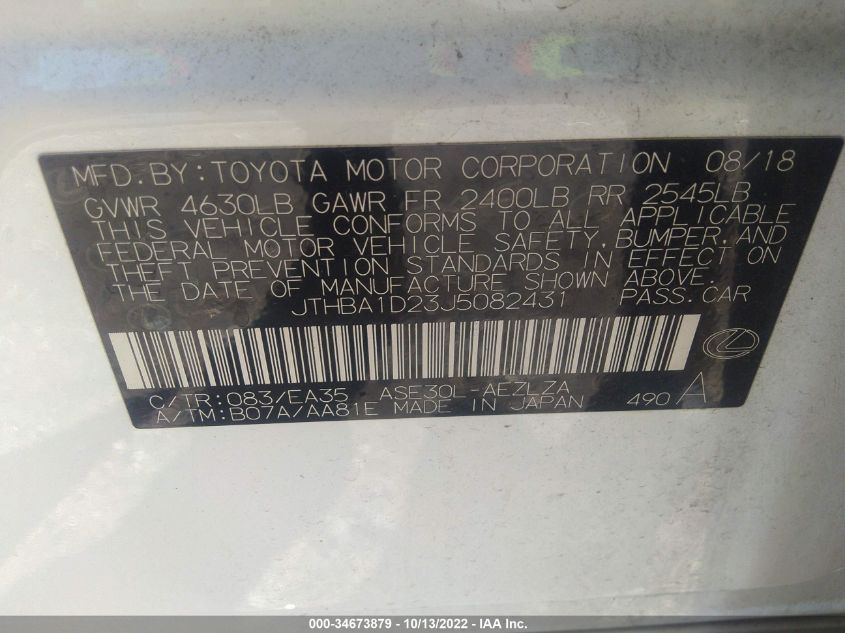 MFD.BY:TOYOTA MOTOR CORPORATION 08/18
GVWR 4630LB GAWR FR 2400LB RR 2545LB
THIS VEHICLE CONFORMS TO ALL APPLICABLE
FEDERAL MOTOR VEHICLE SAFETY,BUMPER,AND
THEFT PREVENTION STANDARDS IN EFFECT ON
THE DATE OF MANUFACTURE SHOWN ABOVE.
JTHBA1D23J5082431 PASS.CAR
C/TR:083/EA35 ASE30L-AEZLZA
A/TM:B07A/AA81E MADE IN JAPAN 490 A
000-34673879 - 10/13/2022 - IAA Inc.